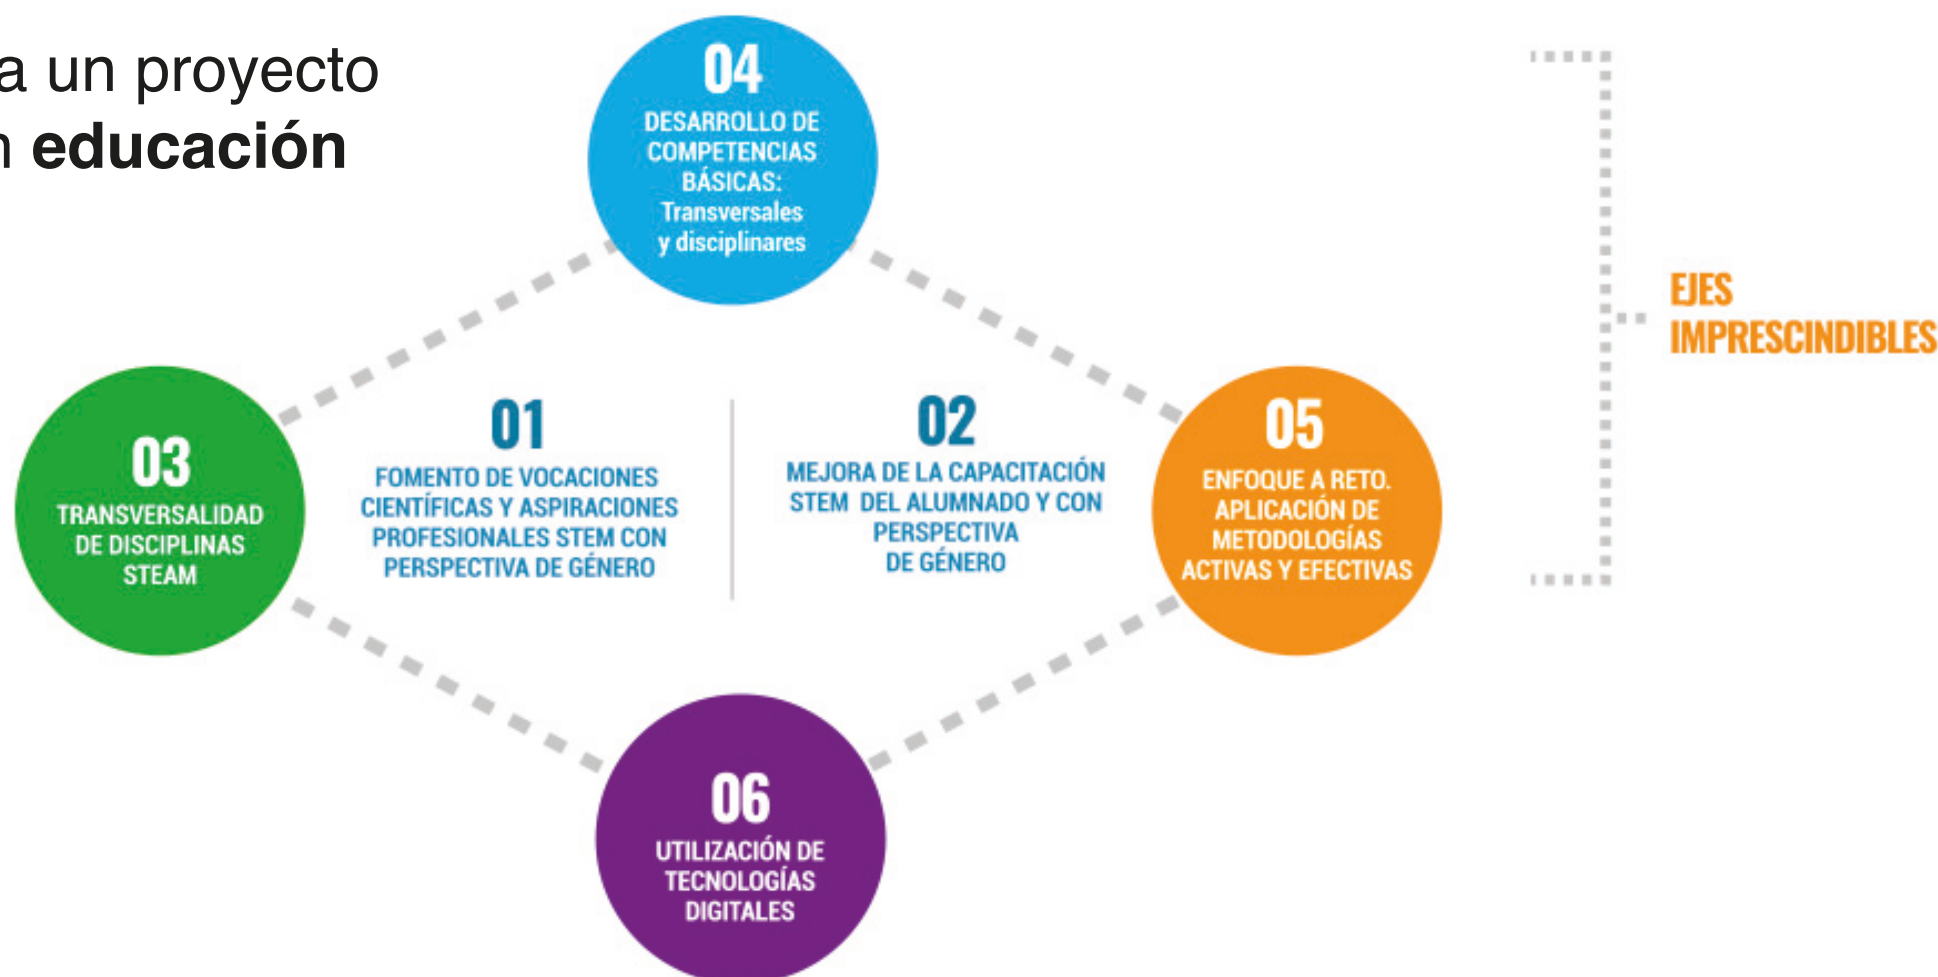 a un proyecto
n educación
04
DESARROLLO DE
COMPETENCIAS
BÁSICAS:
Transversales
y disciplinares
EJES
IMPRESCINDIBLES
03
TRANSVERSALIDAD
DE DISCIPLINAS
STEAM
01
FOMENTO DE VOCACIONES
CIENTÍFICAS Y ASPIRACIONES
PROFESIONALES STEM CON
PERSPECTIVA DE GÉNERO
02
MEJORA DE LA CAPACITACIÓN
STEM DEL ALUMNADO Y CON
PERSPECTIVA
DE GÉNERO
05
ENFOQUE A RETO.
APLICACIÓN DE
METODOLOGÍAS
ACTIVAS Y EFECTIVAS
06
UTILIZACIÓN DE
TECNOLOGÍAS
DIGITALES